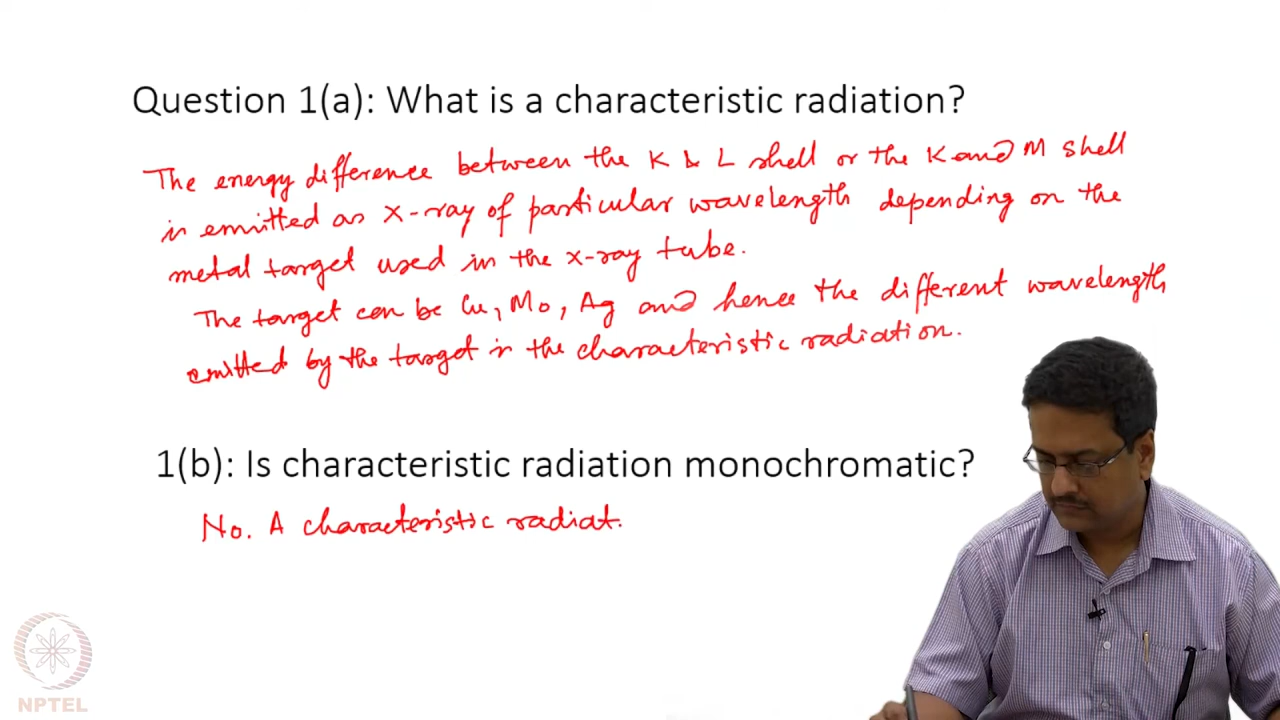 Question 1(a): What is a characteristic radiation?
The energy difference between the K & L shell or the K and M shell
is emitted as X-ray of particular wavelength depending on the
metal target used in the x-ray tube.
The target can be Cu, Mo, Ag and hence the different wavelength
emitted by the target is the characteristic radiation.
1(b): Is characteristic radiation monochromatic?
No. A characteristic radiat.
NPTEL